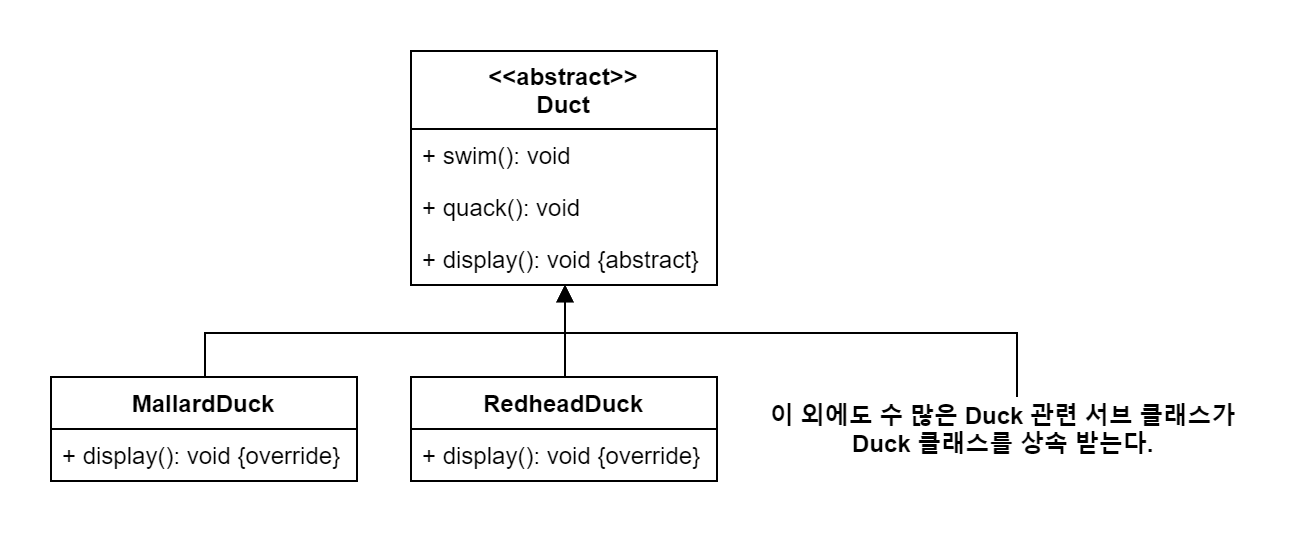 <<abstract>>
Duct
+ swim(): void
+ quack(): void
+ display(): void {abstract}
MallardDuck
+ display(): void {override}
RedheadDuck
+ display(): void {override}
이 외에도 수 많은 Duck 관련 서브 클래스가
Duck 클래스를 상속 받는다.